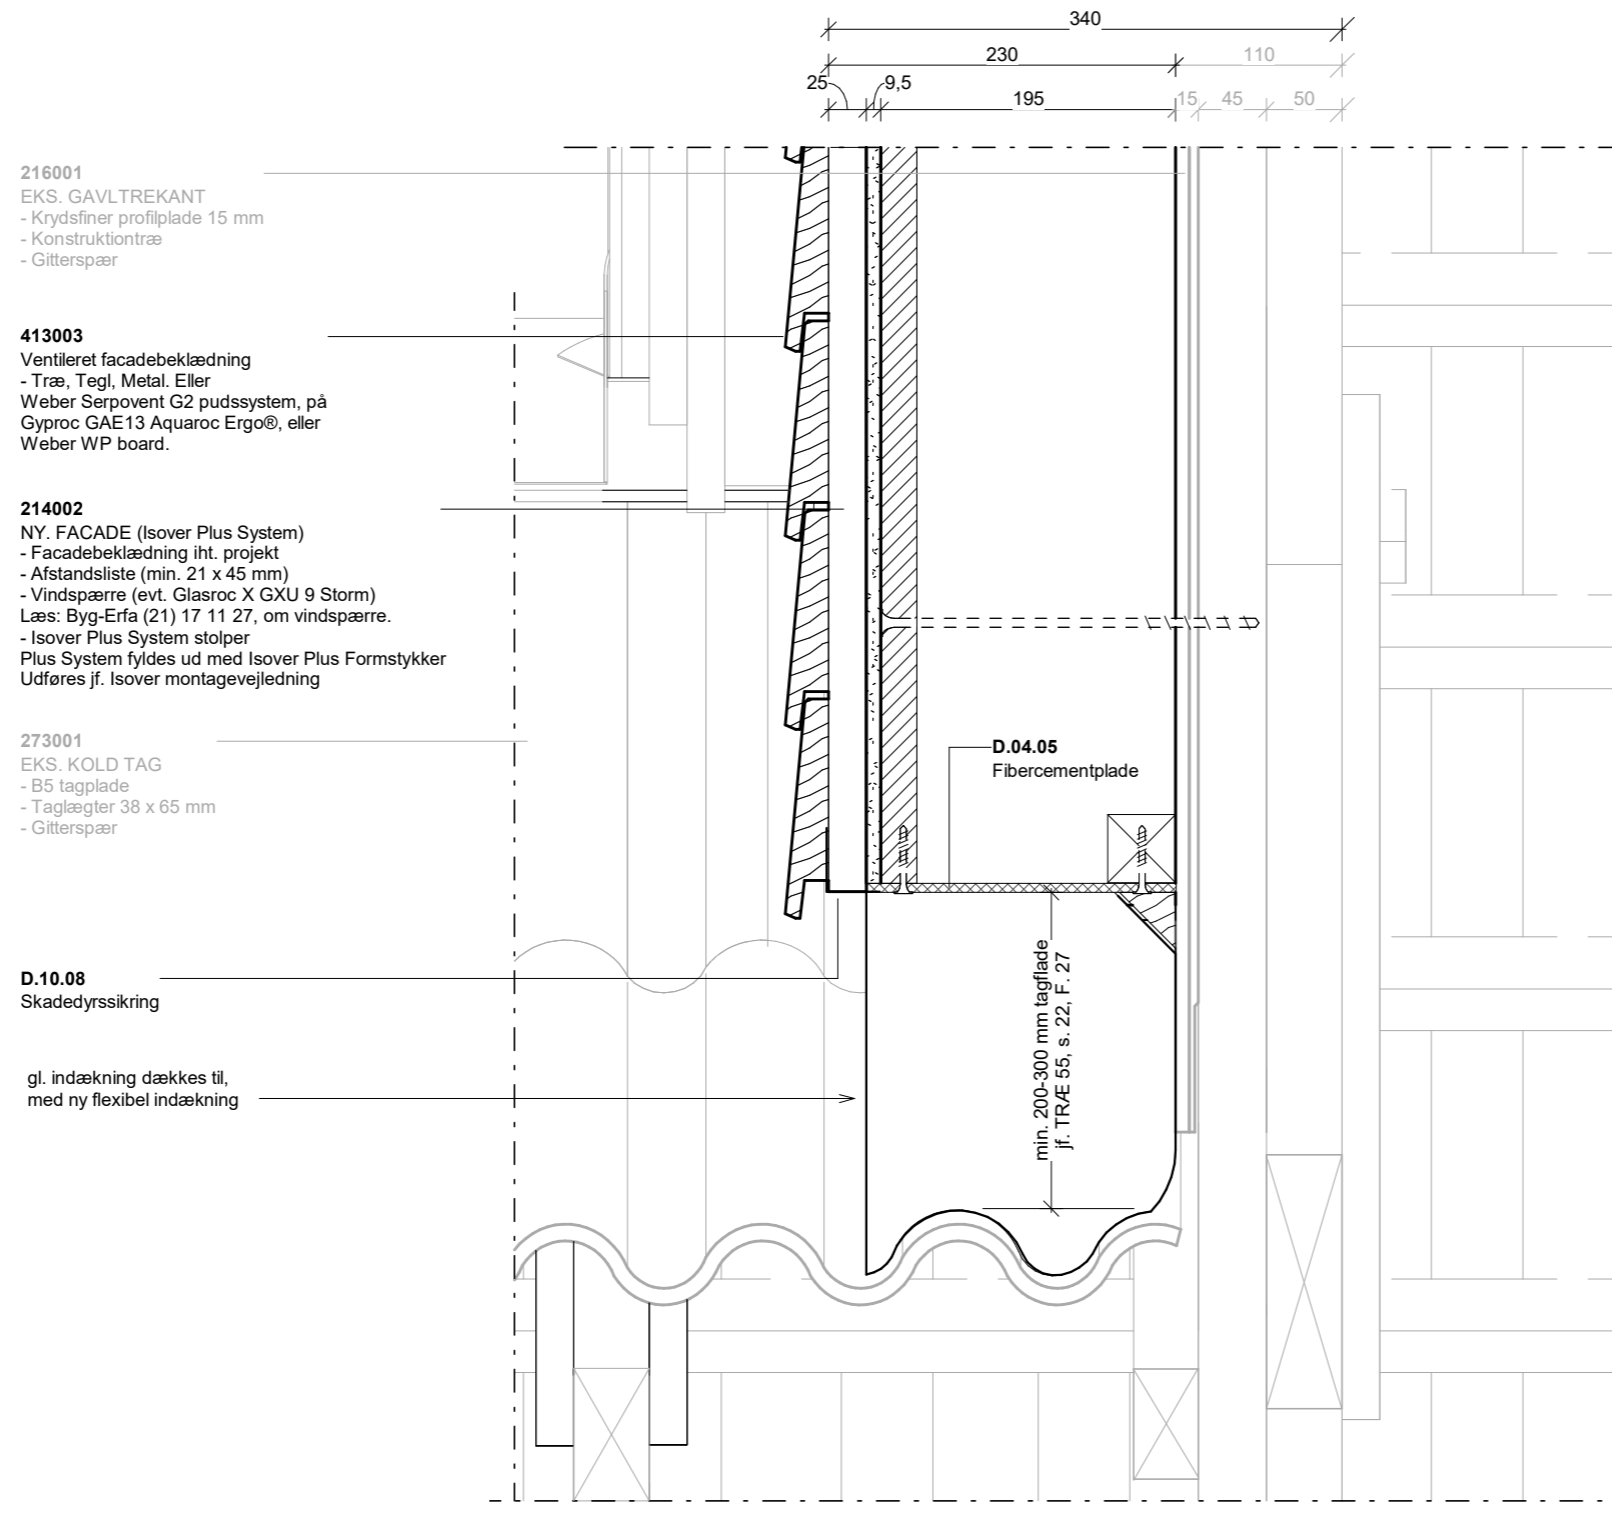 340
230
110
25
9,5
195
15
45
50
216001
EKS. GAVLTREKANT
- Krydsfiner profilplade 15 mm
- Konstruktiontræ
- Gitterspær
413003
Ventileret facadebeklædning
- Træ, Tegl, Metal. Eller
Weber Serpovent G2 pudssystem, på
Gyproc GAE13 Aquaroc Ergo®, eller
Weber WP board.
214002
NY. FACADE (Isover Plus System)
- Facadebeklædning iht. projekt
- Afstandsliste (min. 21 x 45 mm)
- Vindspærre (evt. Glasroc X GXU 9 Storm)
Læs: Byg-Erfa (21) 17 11 27, om vindspærre.
- Isover Plus System stolper
Plus System fyldes ud med Isover Plus Formstykker
Udføres jf. Isover montagevejledning
273001
EKS. KOLD TAG
- B5 tagplade
- Taglægter 38 x 65 mm
- Gitterspær
D.04.05
Fibercementplade
D.10.08
Skadedyrssikring
min. 200-300 mm tagflade
jf. TRÆ 55, s. 22, F. 27
gl. indækning dækkes til,
med ny flexibel indækning